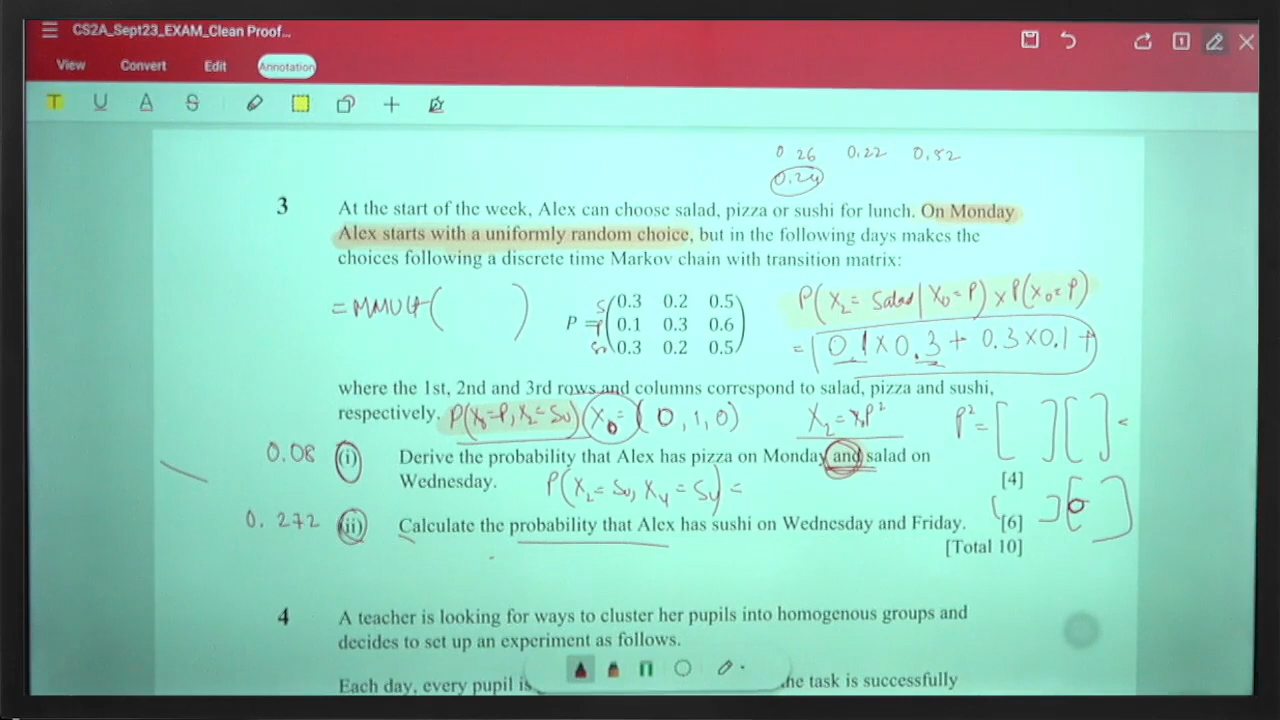 CS2A_Sept23_EXAM_Clean Proof...
View Convert Edit Annotation
0.26 0.22 0.52
0.24
3 At the start of the week, Alex can choose salad, pizza or sushi for lunch. On Monday
Alex starts with a uniformly random choice, but in the following days makes the
choices following a discrete time Markov chain with transition matrix:
P(X₂ = Salad | X₀ = P) × P(X₀ = P)
= MMULT( )
P =
0.3 0.2 0.5
0.1 0.3 0.6
0.3 0.2 0.5
= 0.1 × 0.3 + 0.3 × 0.1 +
where the 1st, 2nd and 3rd rows and columns correspond to salad, pizza and sushi,
respectively. P(X₀=P, X₂=Sa) X₀ = (0, 1, 0) X₂ = X₀P² P² = [ ] [ ] =
0.08 (i) Derive the probability that Alex has pizza on Monday and salad on
Wednesday. [4]
P(X₂ = Su, X₄ = Su) =
0.272 (ii) Calculate the probability that Alex has sushi on Wednesday and Friday. [6]
[Total 10]
4 A teacher is looking for ways to cluster her pupils into homogenous groups and
decides to set up an experiment as follows.
Each day, every pupil is the task is successfully